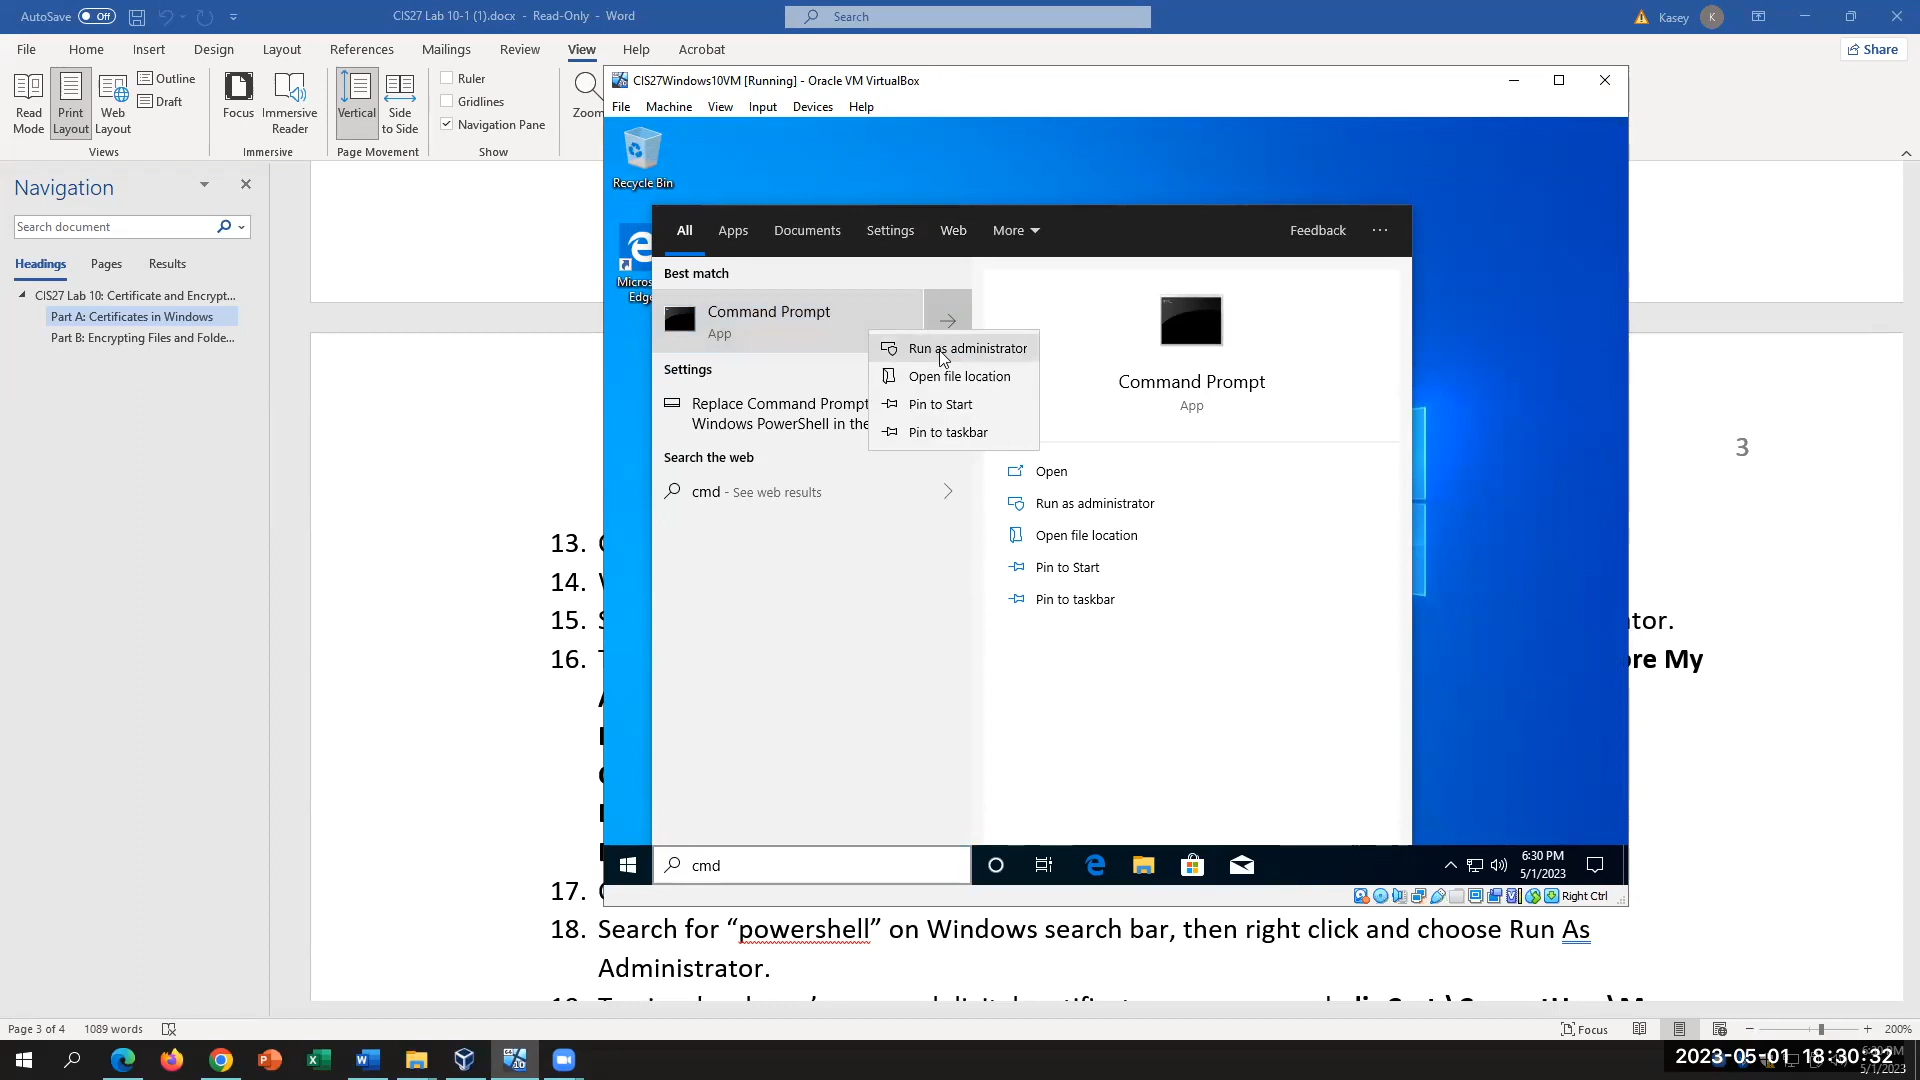 AutoSave Off CIS27 Lab 10-1 (1).docx - Read-Only - Word Search Kasey K
File Home Insert Design Layout References Mailings Review View Help Acrobat Share
Read Mode
Print Layout
Web Layout
Outline
Draft
Views
Focus
Immersive Reader
Immersive
Vertical
Side to Side
Page Movement
Ruler
Gridlines
Navigation Pane
Show
Zoom
Navigation
Search document
Headings Pages Results
CIS27 Lab 10: Certificate and Encrypt...
Part A: Certificates in Windows
Part B: Encrypting Files and Folde...
CIS27Windows10VM [Running] - Oracle VM VirtualBox
File Machine View Input Devices Help
Recycle Bin
Edge
All Apps Documents Settings Web More Feedback ...
Best match
Command Prompt
App
Run as administrator
Open file location
Pin to Start
Pin to taskbar
Settings
Replace Command Prompt
Windows PowerShell in the
Search the web
cmd - See web results
Command Prompt
App
Open
Run as administrator
Open file location
Pin to Start
Pin to taskbar
cmd
6:30 PM
5/1/2023
Right Ctrl
3
13.
14.
15.
16. My
17.
18. Search for “powershell” on Windows search bar, then right click and choose Run As
Administrator.
Page 3 of 4 1089 words Focus 200%
2023-05-01 18:30:32
5/1/2023